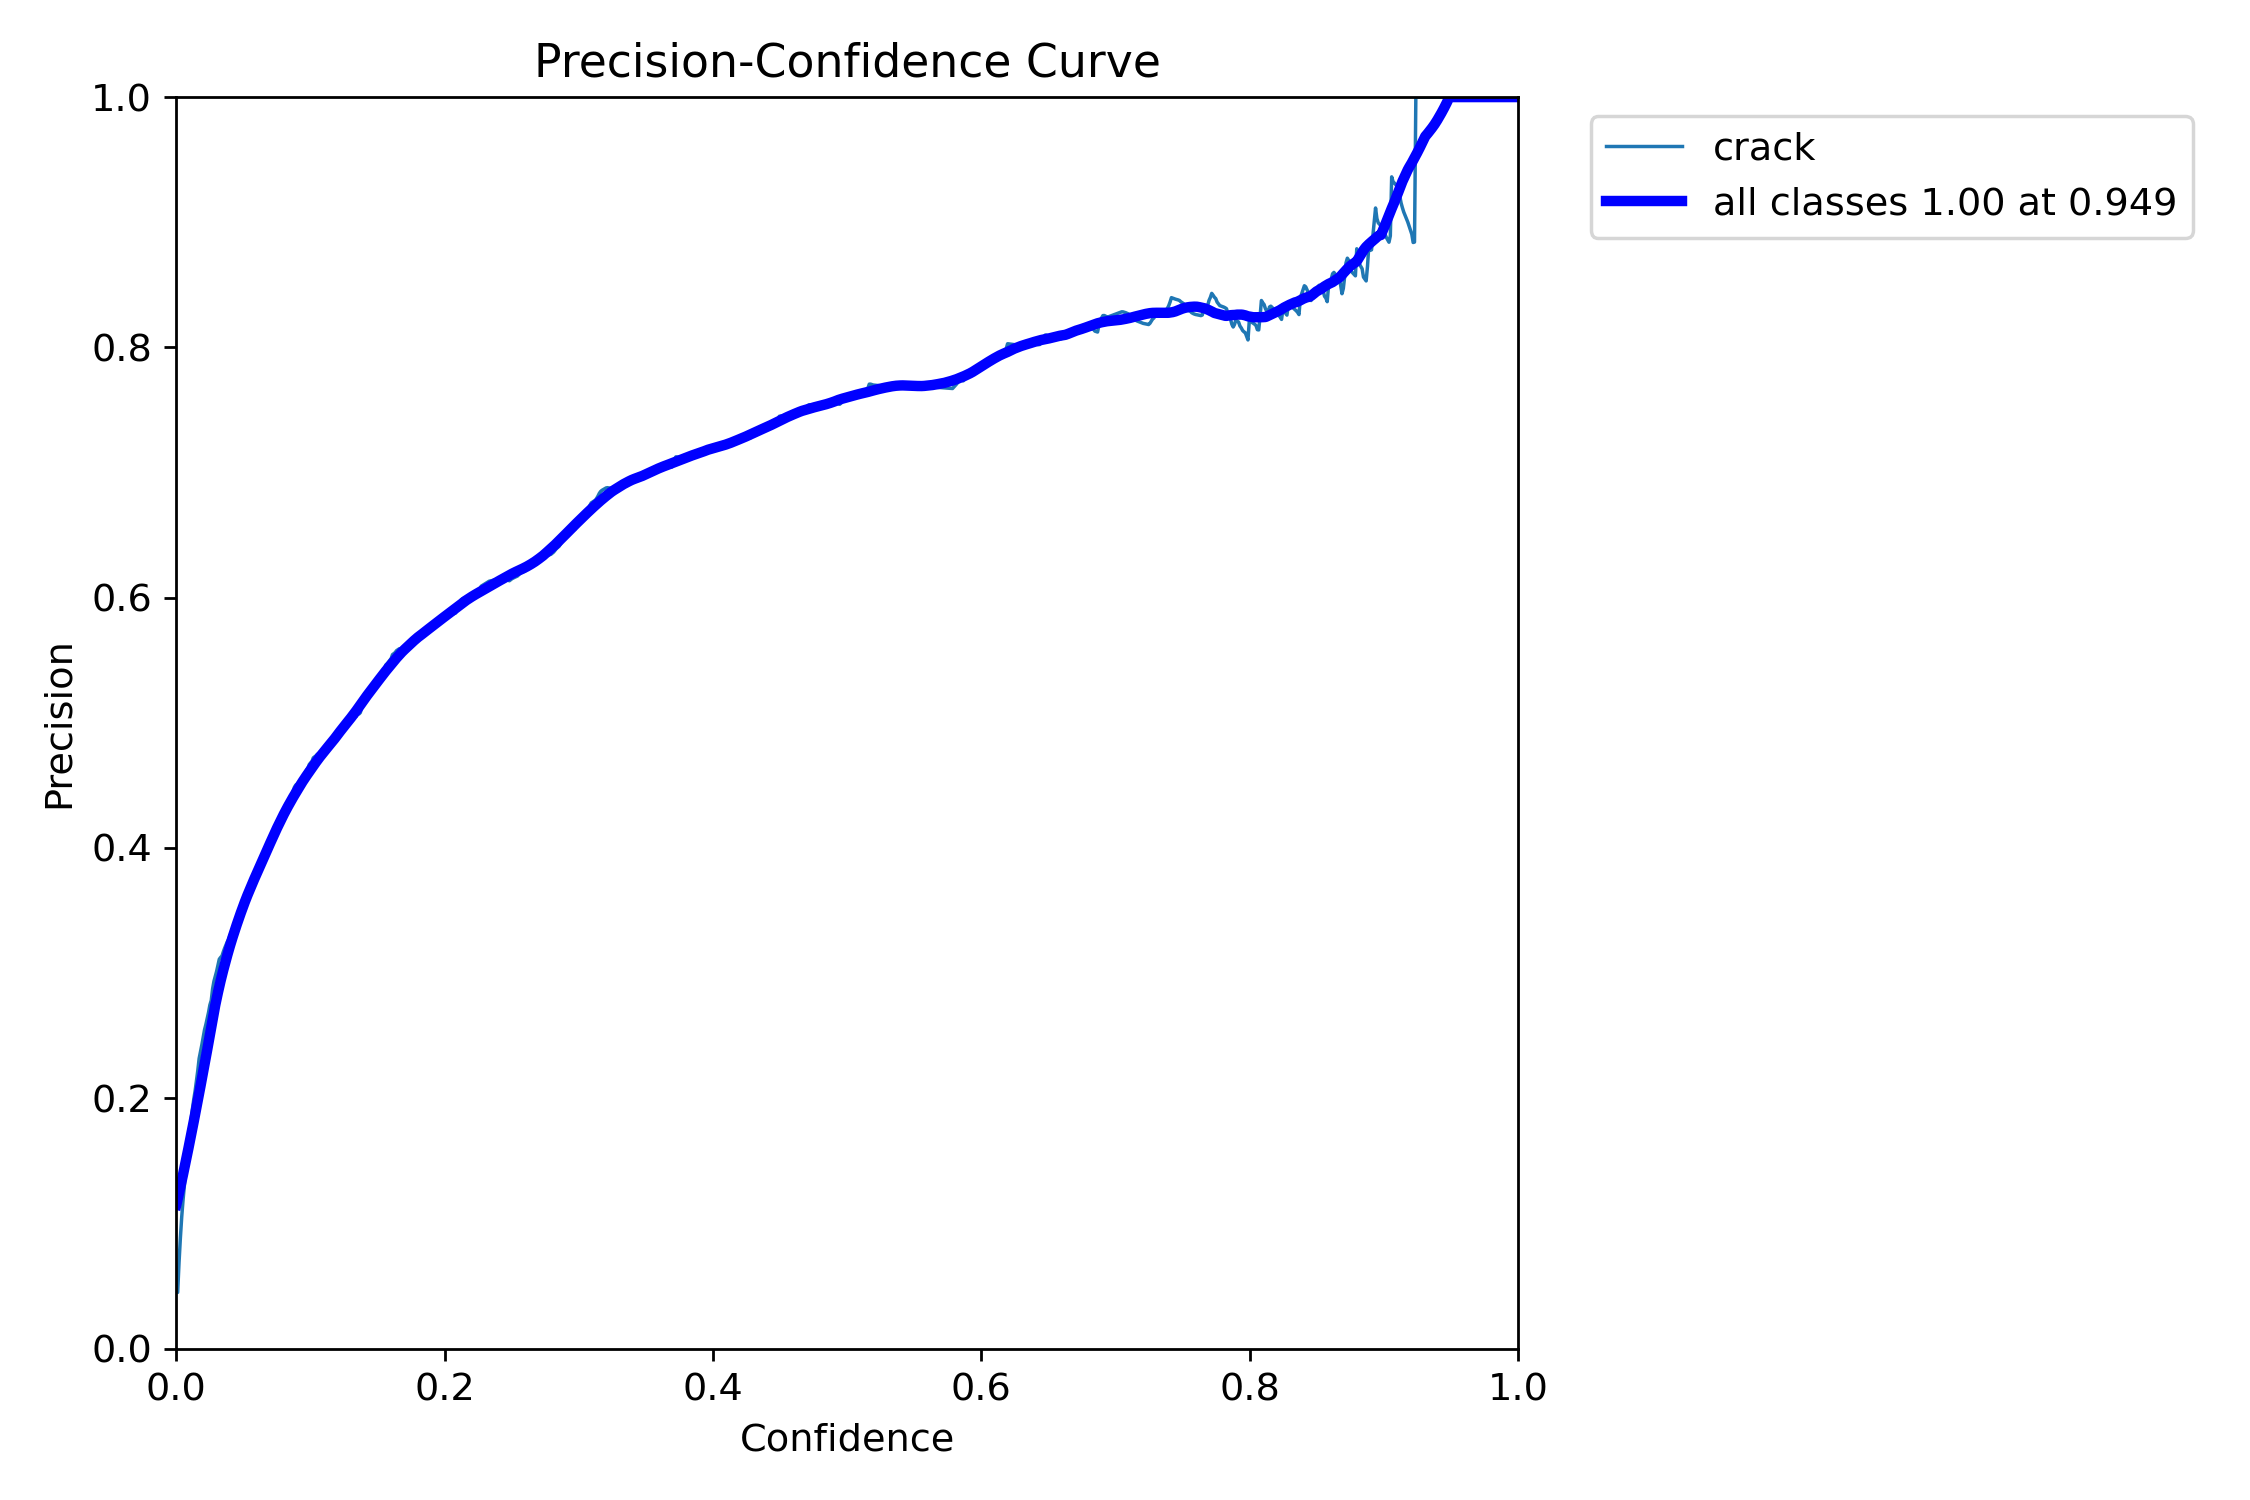 Precision-Confidence Curve
1.0
0.8
0.6
0.4
0.2
0.0
Precision
0.0 0.2 0.4 0.6 0.8 1.0
Confidence
crack
all classes 1.00 at 0.949